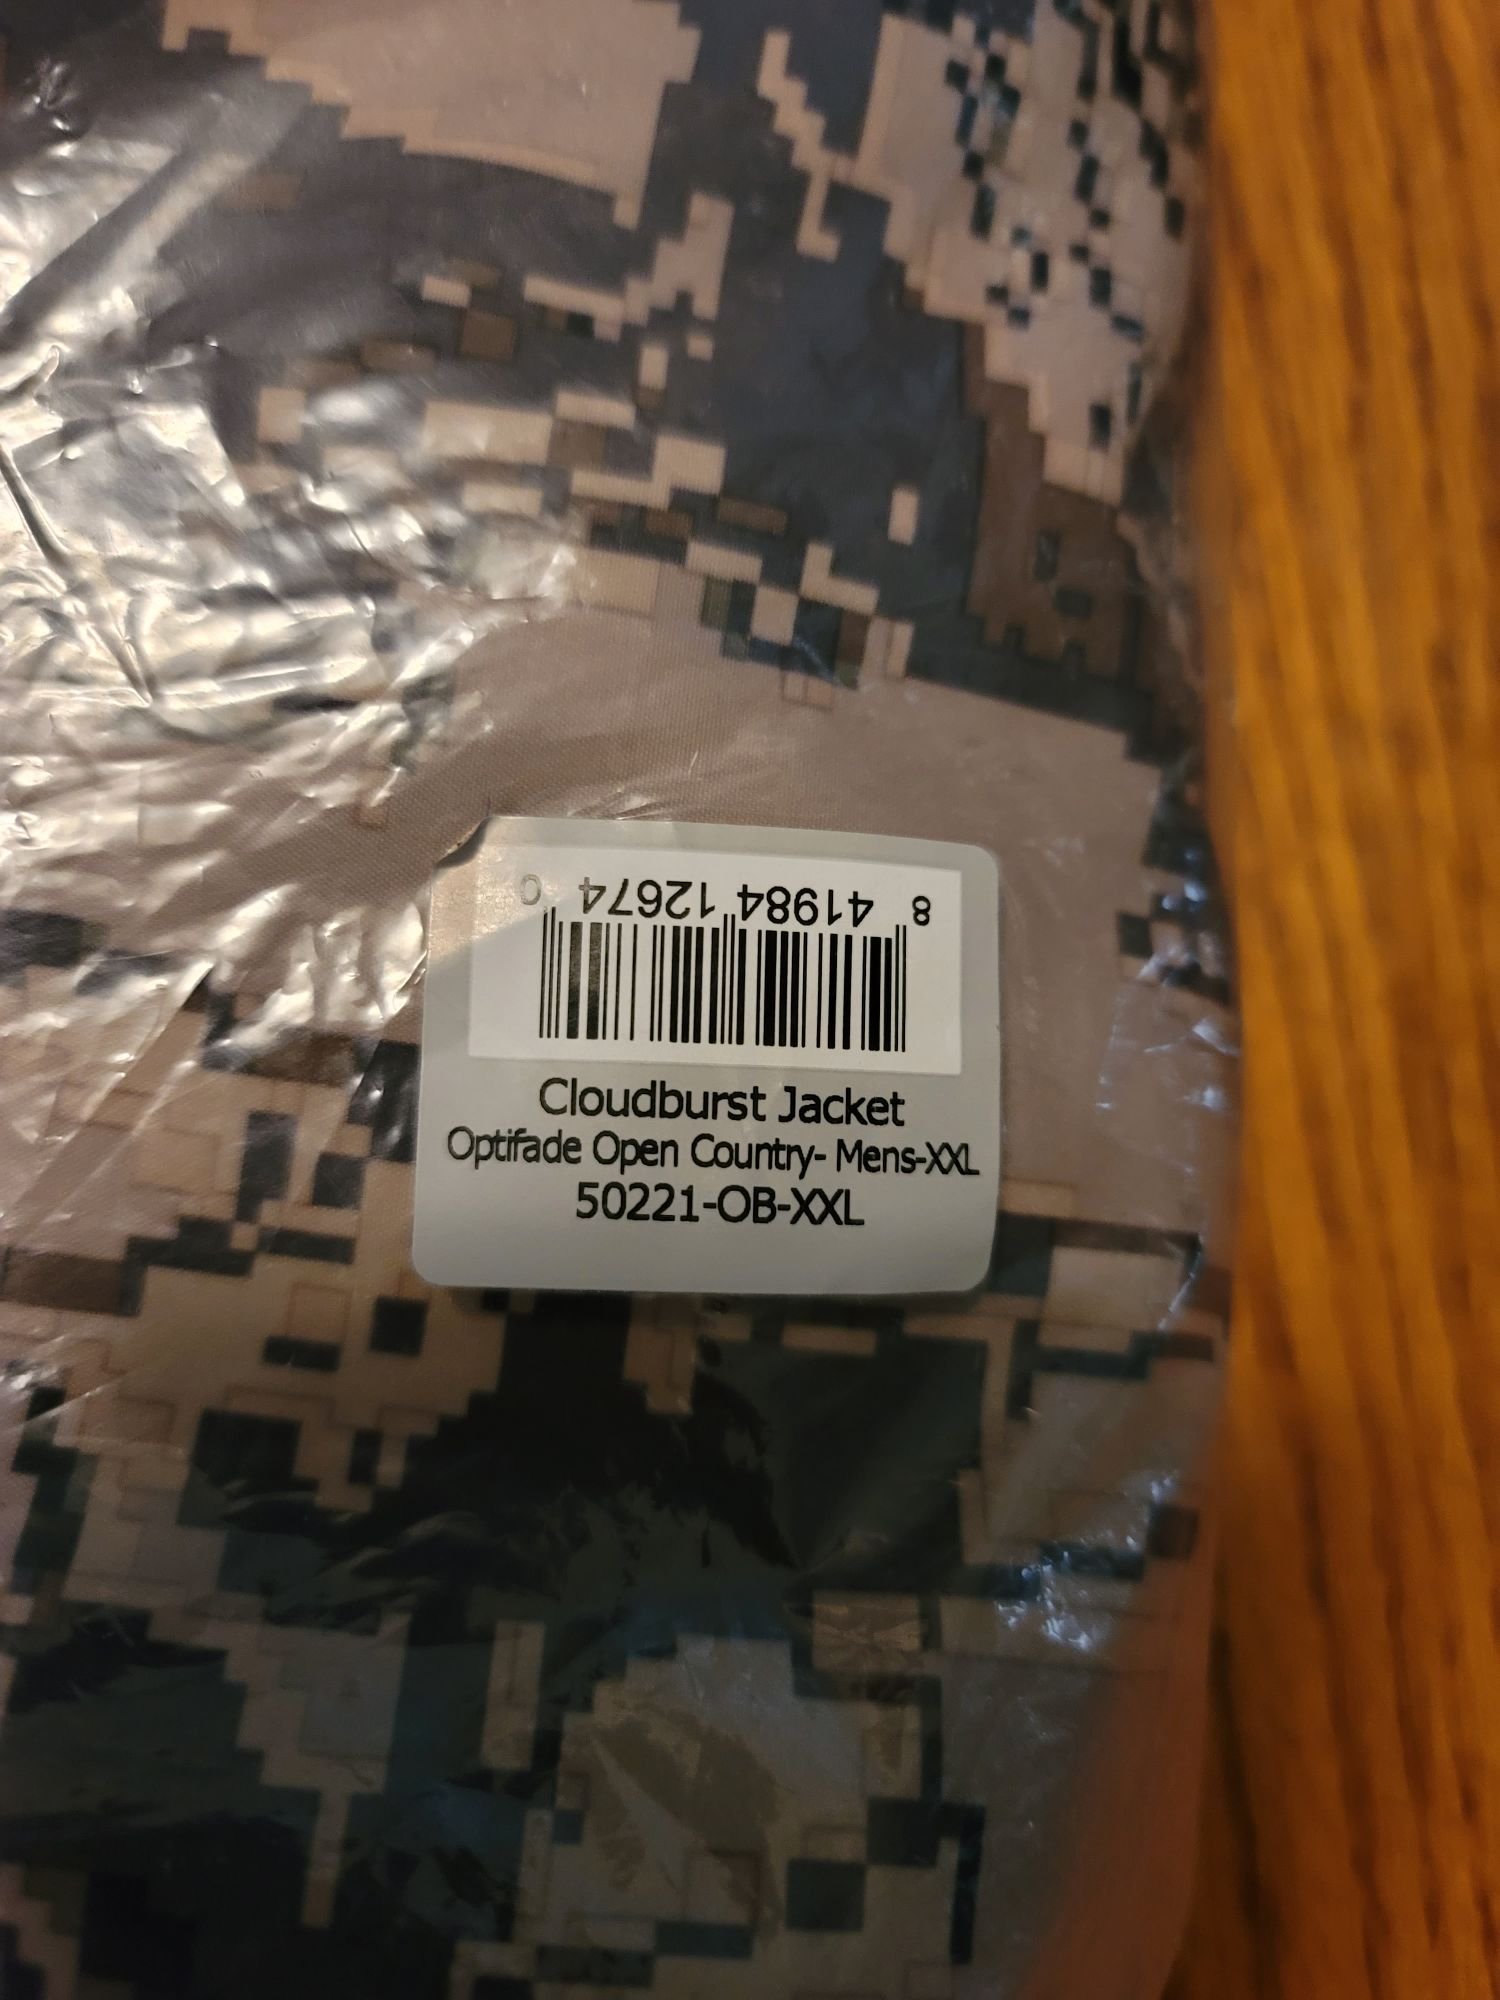 8 41984 12674 0
Cloudburst Jacket
Optifade Open Country- Mens-XXL
50221-OB-XXL